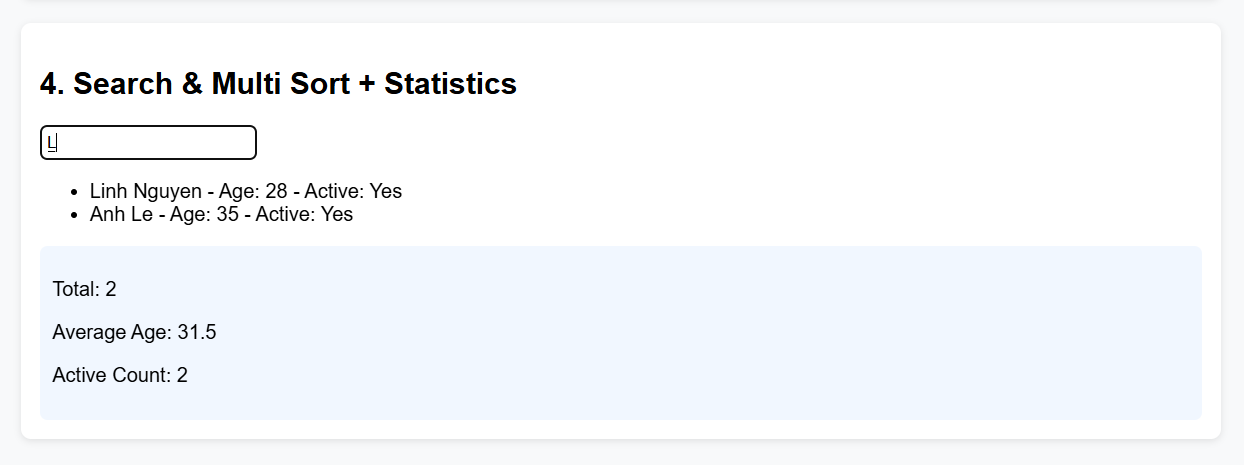 4. Search & Multi Sort + Statistics
L
Linh Nguyen - Age: 28 - Active: Yes
Anh Le - Age: 35 - Active: Yes
Total: 2
Average Age: 31.5
Active Count: 2